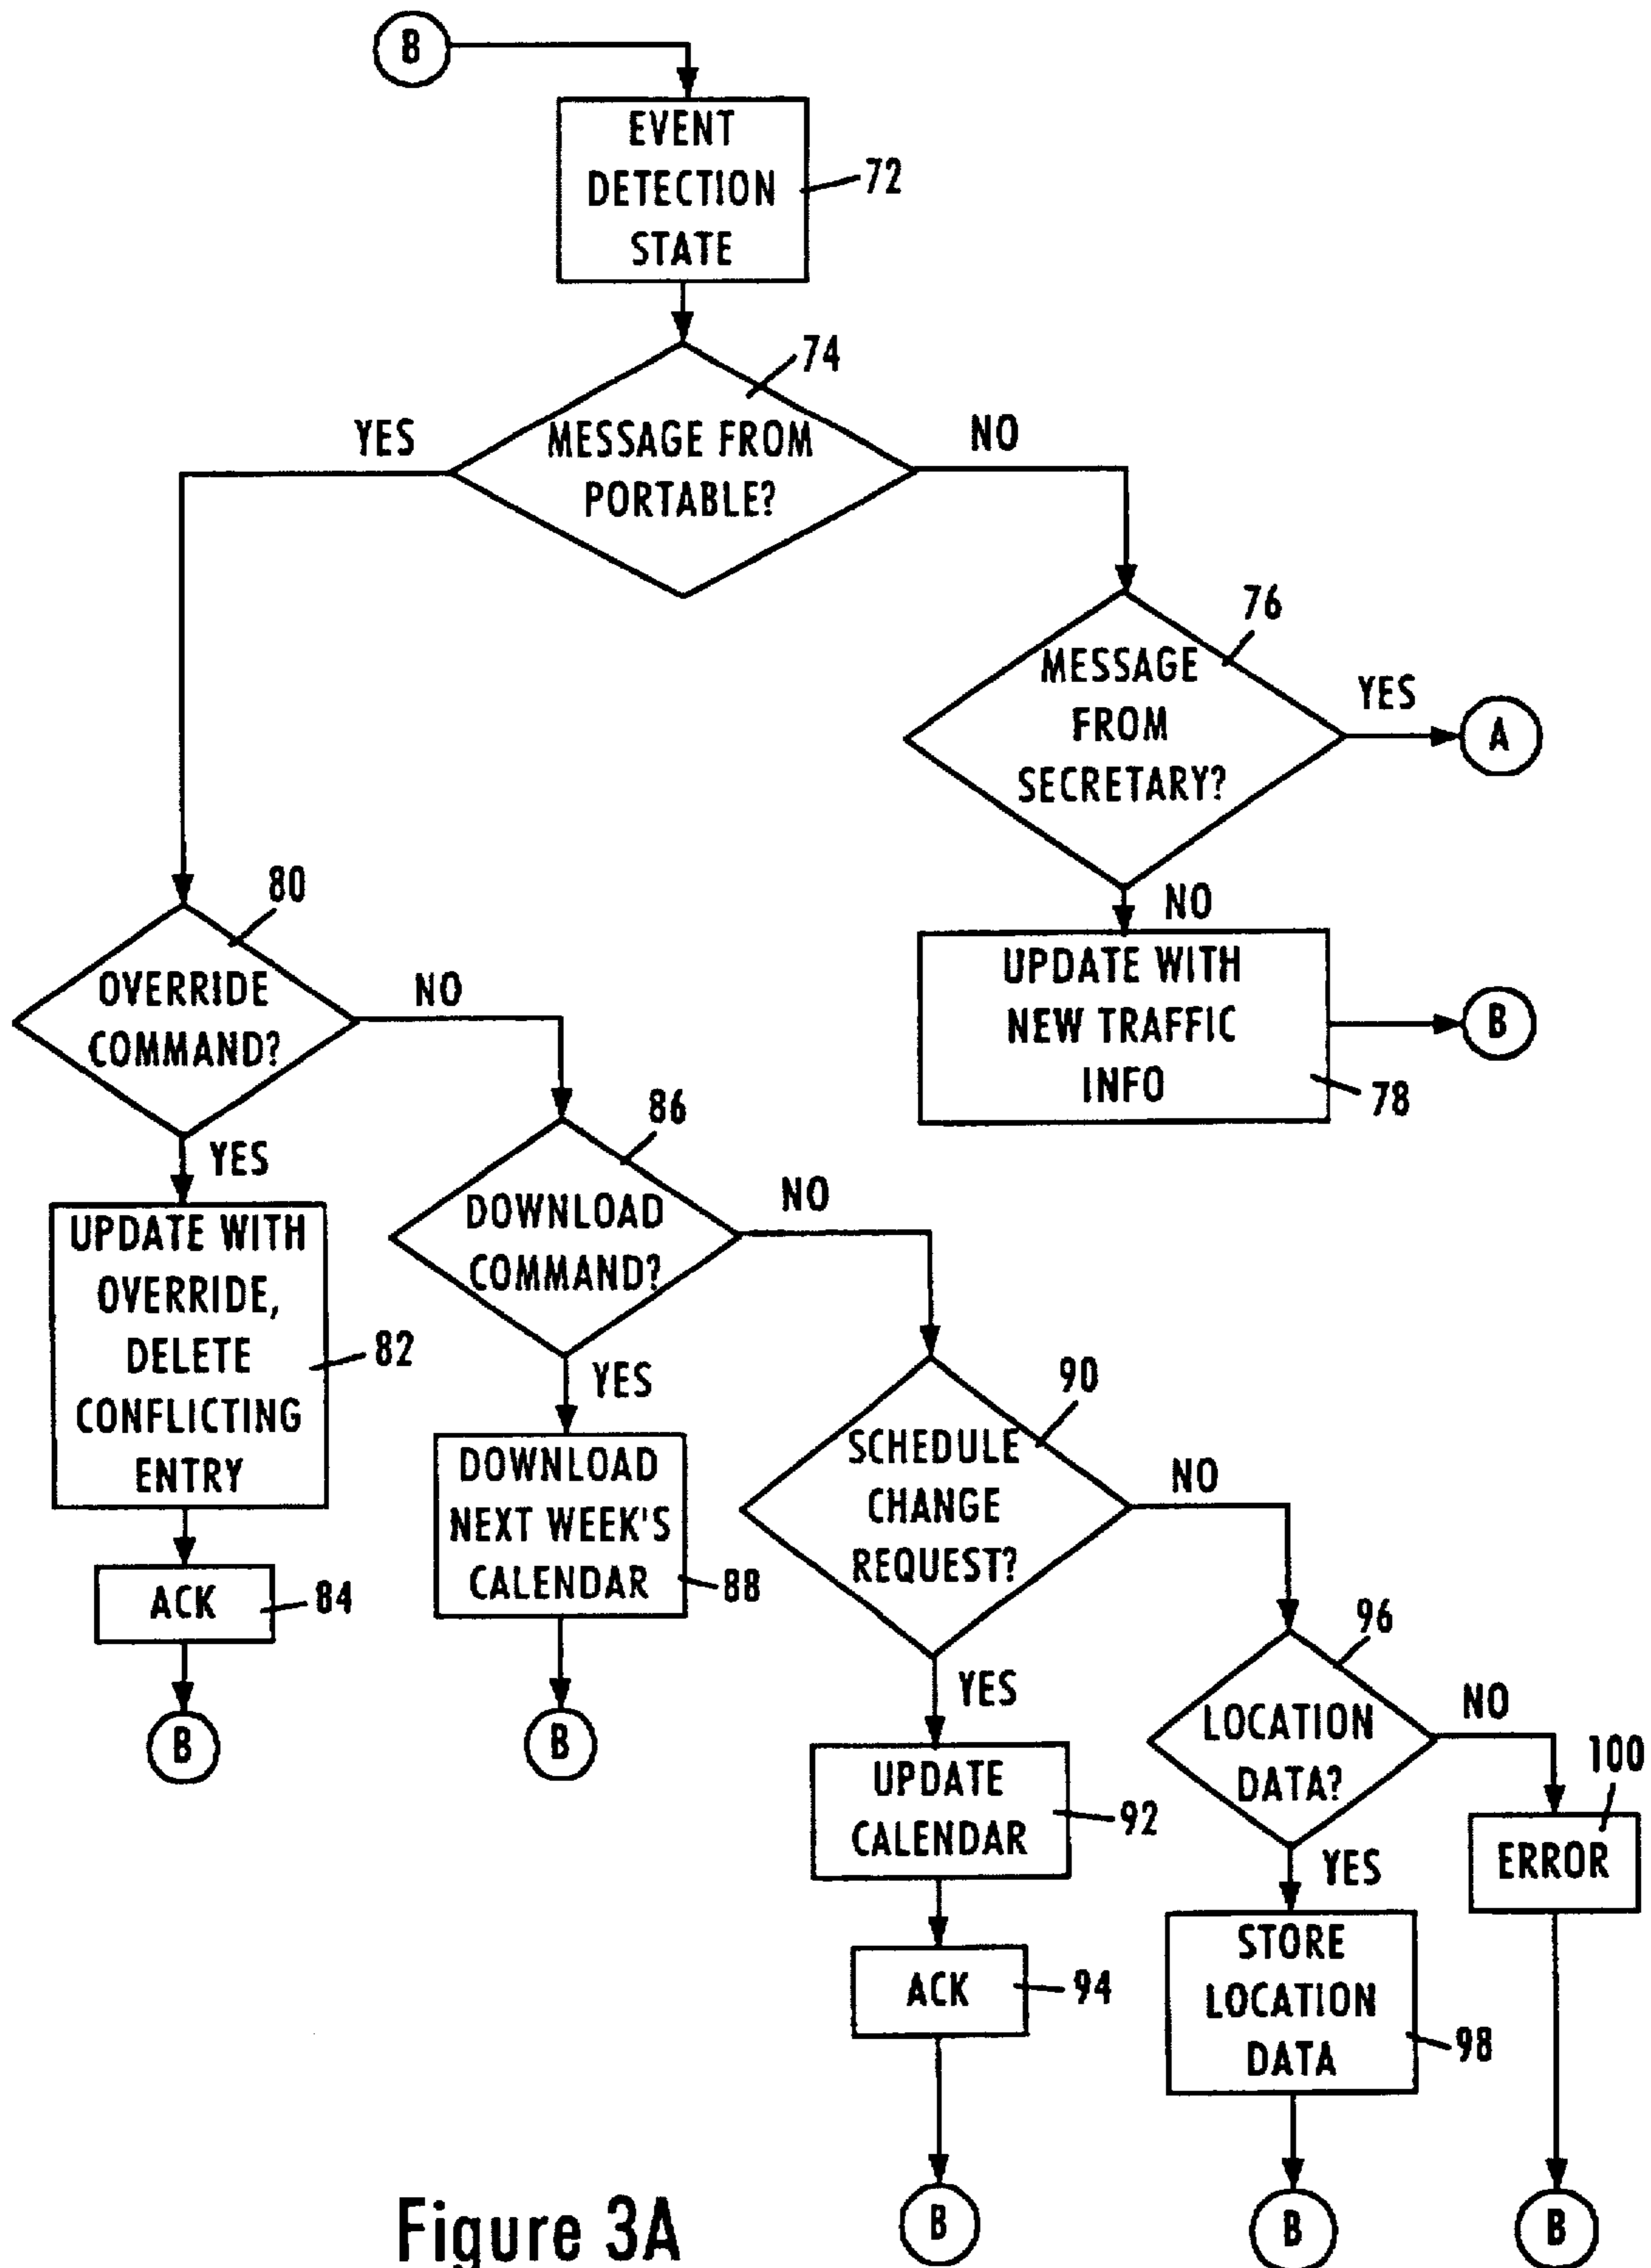 B
EVENT
DETECTION
STATE
72
74
MESSAGE FROM
PORTABLE?
YES
NO
76
MESSAGE
FROM
SECRETARY?
YES
A
NO
UPDATE WITH
NEW TRAFFIC
INFO
78
B
80
OVERRIDE
COMMAND?
NO
YES
UPDATE WITH
OVERRIDE,
DELETE
CONFLICTING
ENTRY
82
ACK
84
B
86
DOWNLOAD
COMMAND?
NO
YES
DOWNLOAD
NEXT WEEK'S
CALENDAR
88
B
90
SCHEDULE
CHANGE
REQUEST?
NO
YES
UPDATE
CALENDAR
92
ACK
94
B
96
LOCATION
DATA?
NO
YES
STORE
LOCATION
DATA
98
B
100
ERROR
B
Figure 3A